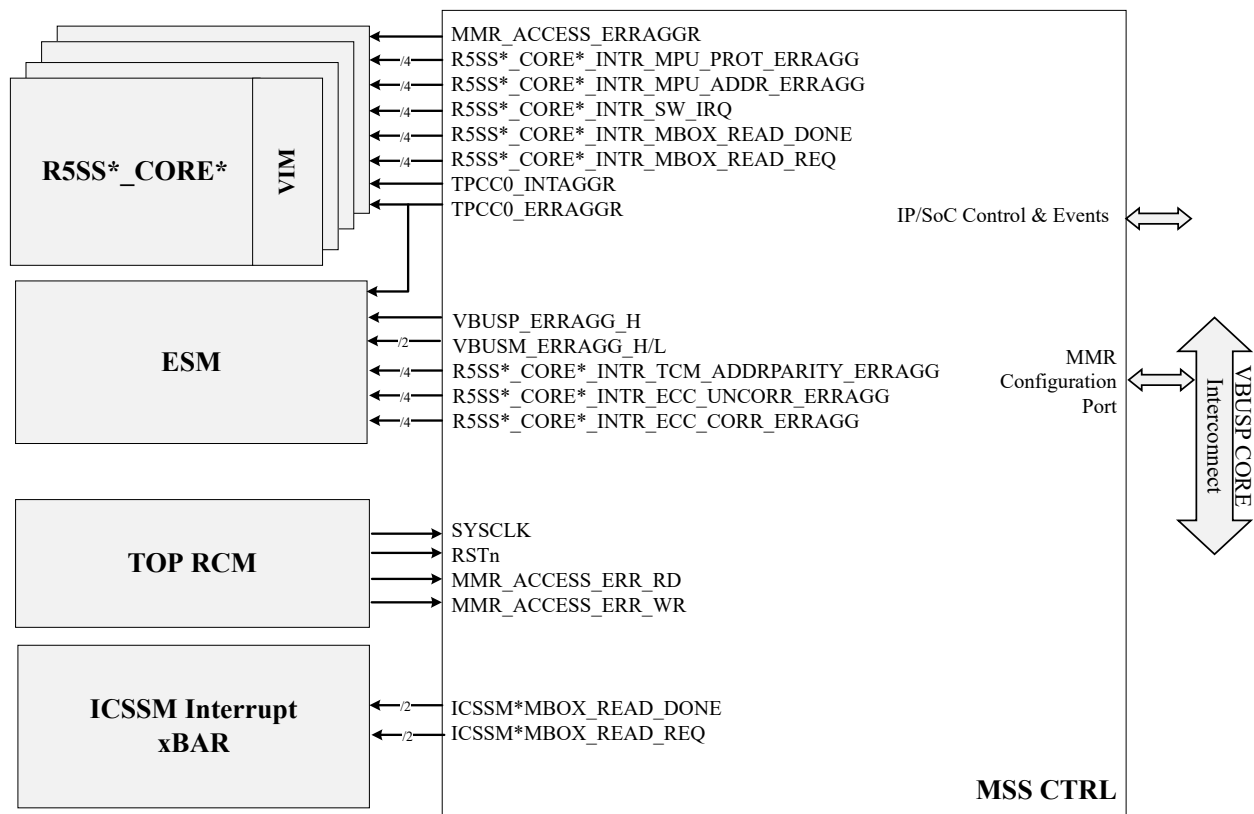 MMR_ACCESS_ERRAGGR
/4
R5SS*_CORE*_INTR_MPU_PROT_ERRAGG
/4
R5SS*_CORE*_INTR_MPU_ADDR_ERRAGG
/4
R5SS*_CORE*_INTR_SW_IRQ
/4
R5SS*_CORE*_INTR_MBOX_READ_DONE
/4
R5SS*_CORE*_INTR_MBOX_READ_REQ
TPCC0_INTAGGR
TPCC0_ERRAGGR
R5SS*_CORE*
VIM
IP/SoC Control & Events
ESM
VBUSP_ERRAGG_H
/2
VBUSM_ERRAGG_H/L
/4
R5SS*_CORE*_INTR_TCM_ADDRPARITY_ERRAGG
/4
R5SS*_CORE*_INTR_ECC_UNCORR_ERRAGG
/4
R5SS*_CORE*_INTR_ECC_CORR_ERRAGG
MMR
Configuration
Port
VBUSP CORE
Interconnect
TOP RCM
SYSCLK
RSTn
MMR_ACCESS_ERR_RD
MMR_ACCESS_ERR_WR
ICSSM Interrupt
xBAR
/2
ICSSM*MBOX_READ_DONE
/2
ICSSM*MBOX_READ_REQ
MSS CTRL